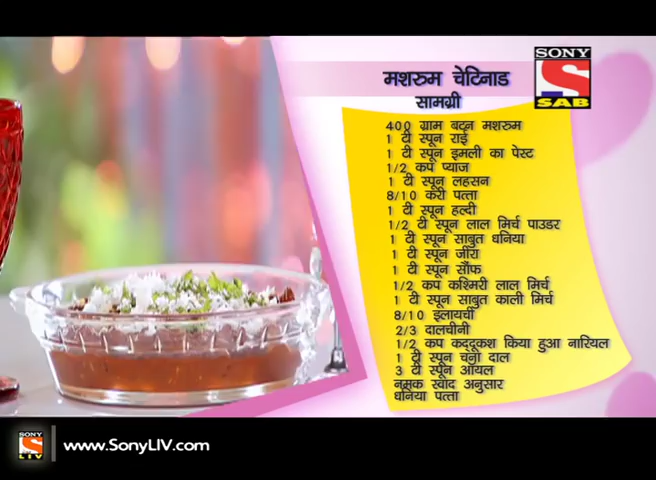 मशरुम चेटिनाड
सामग्री
SONY
S
SAB
400 ग्राम बटन मशरुम
1 टी स्पून राई
1 टी स्पून इमली का पेस्ट
1/2 कप प्याज
1 टी स्पून लहसन
8/10 करी पत्ता
1 टी स्पून हल्दी
1/2 टी स्पून लाल मिर्च पाउडर
1 टी स्पून साबुत धनिया
1 टी स्पून जीरा
1 टी स्पून सौंफ
1/2 कप कश्मिरी लाल मिर्च
1 टी स्पून साबुत काली मिर्च
8/10 इलायची
2/3 दालचीनी
1/2 कप कद्दूकश किया हुआ नारियल
1 टी स्पून चना दाल
3 टी स्पून ऑयल
नमक स्वाद अनुसार
धनिया पत्ता
SONY
S
LIV
www.SonyLIV.com